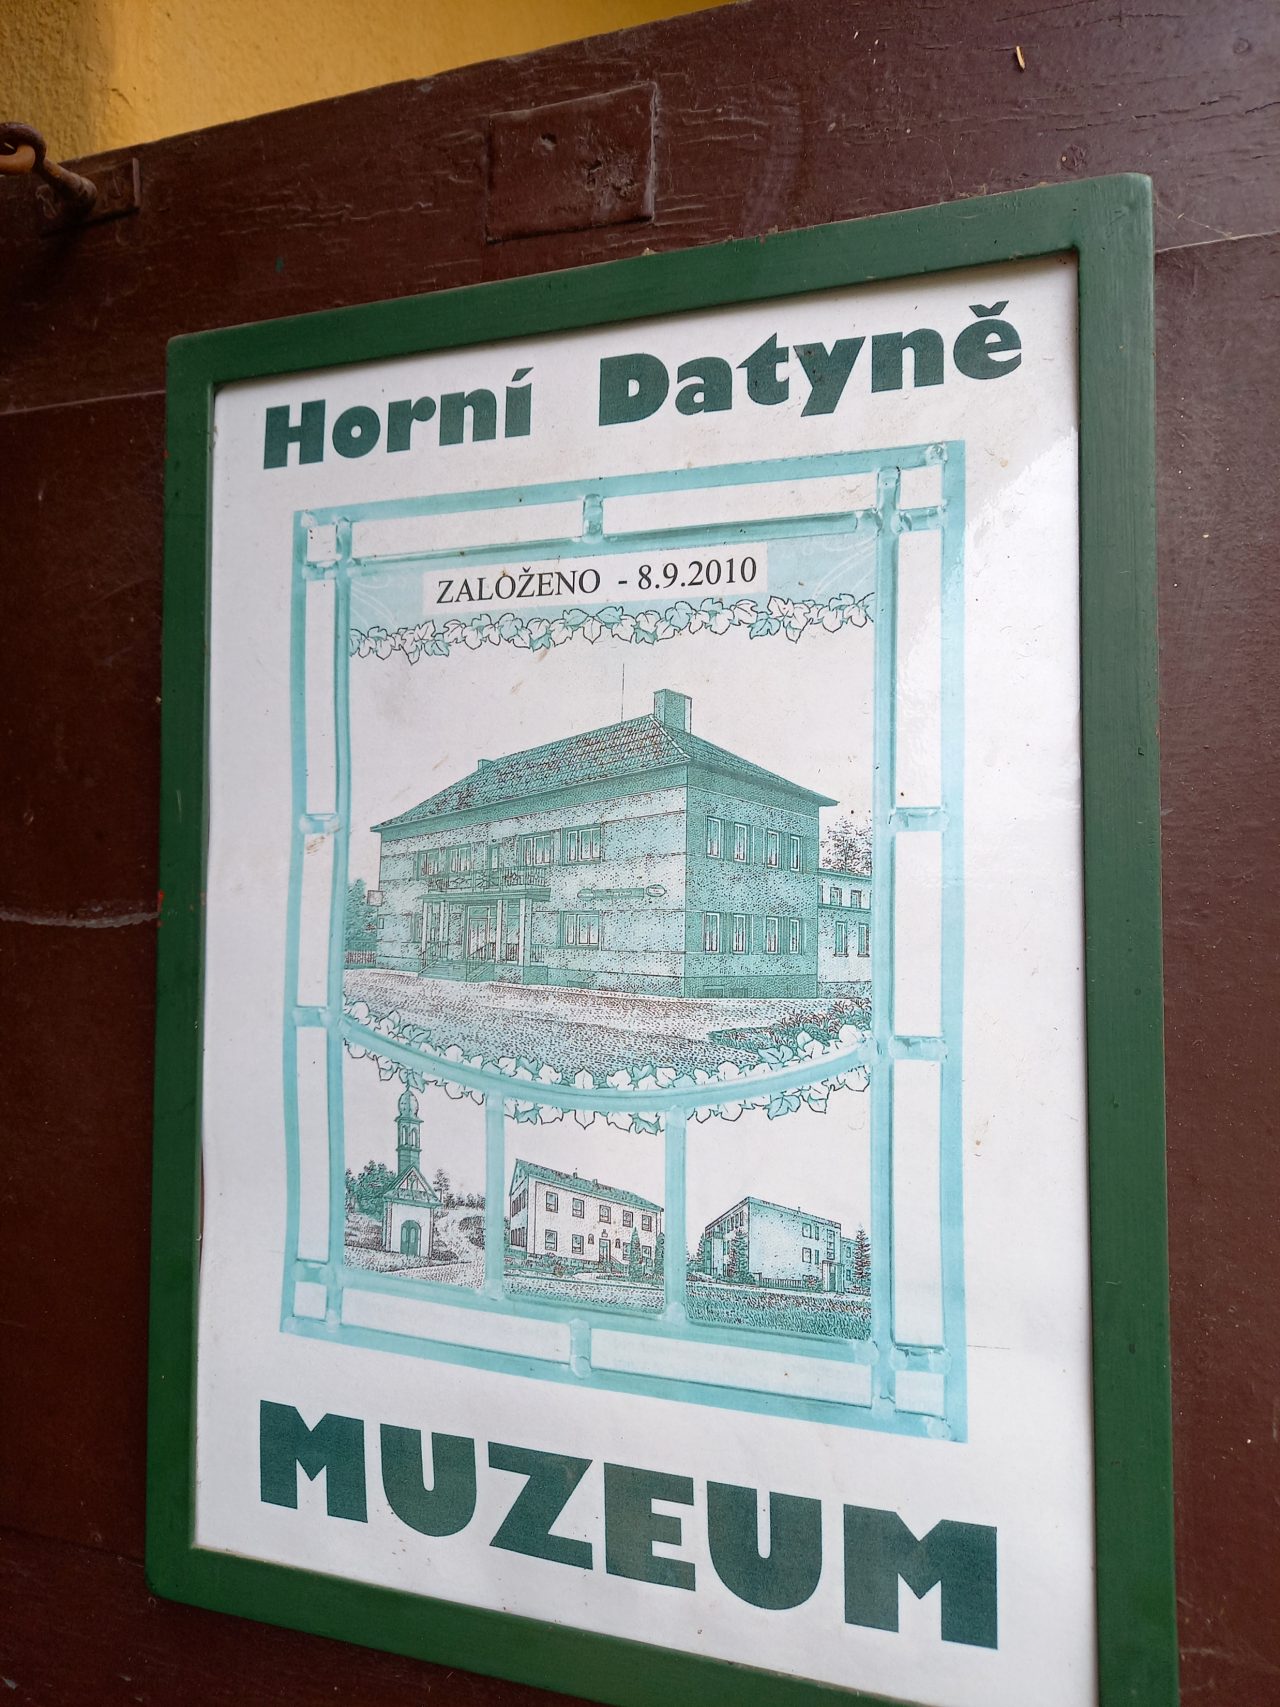 Horní Datyně
ZALOŽENO - 8.9.2010
MUZEUM